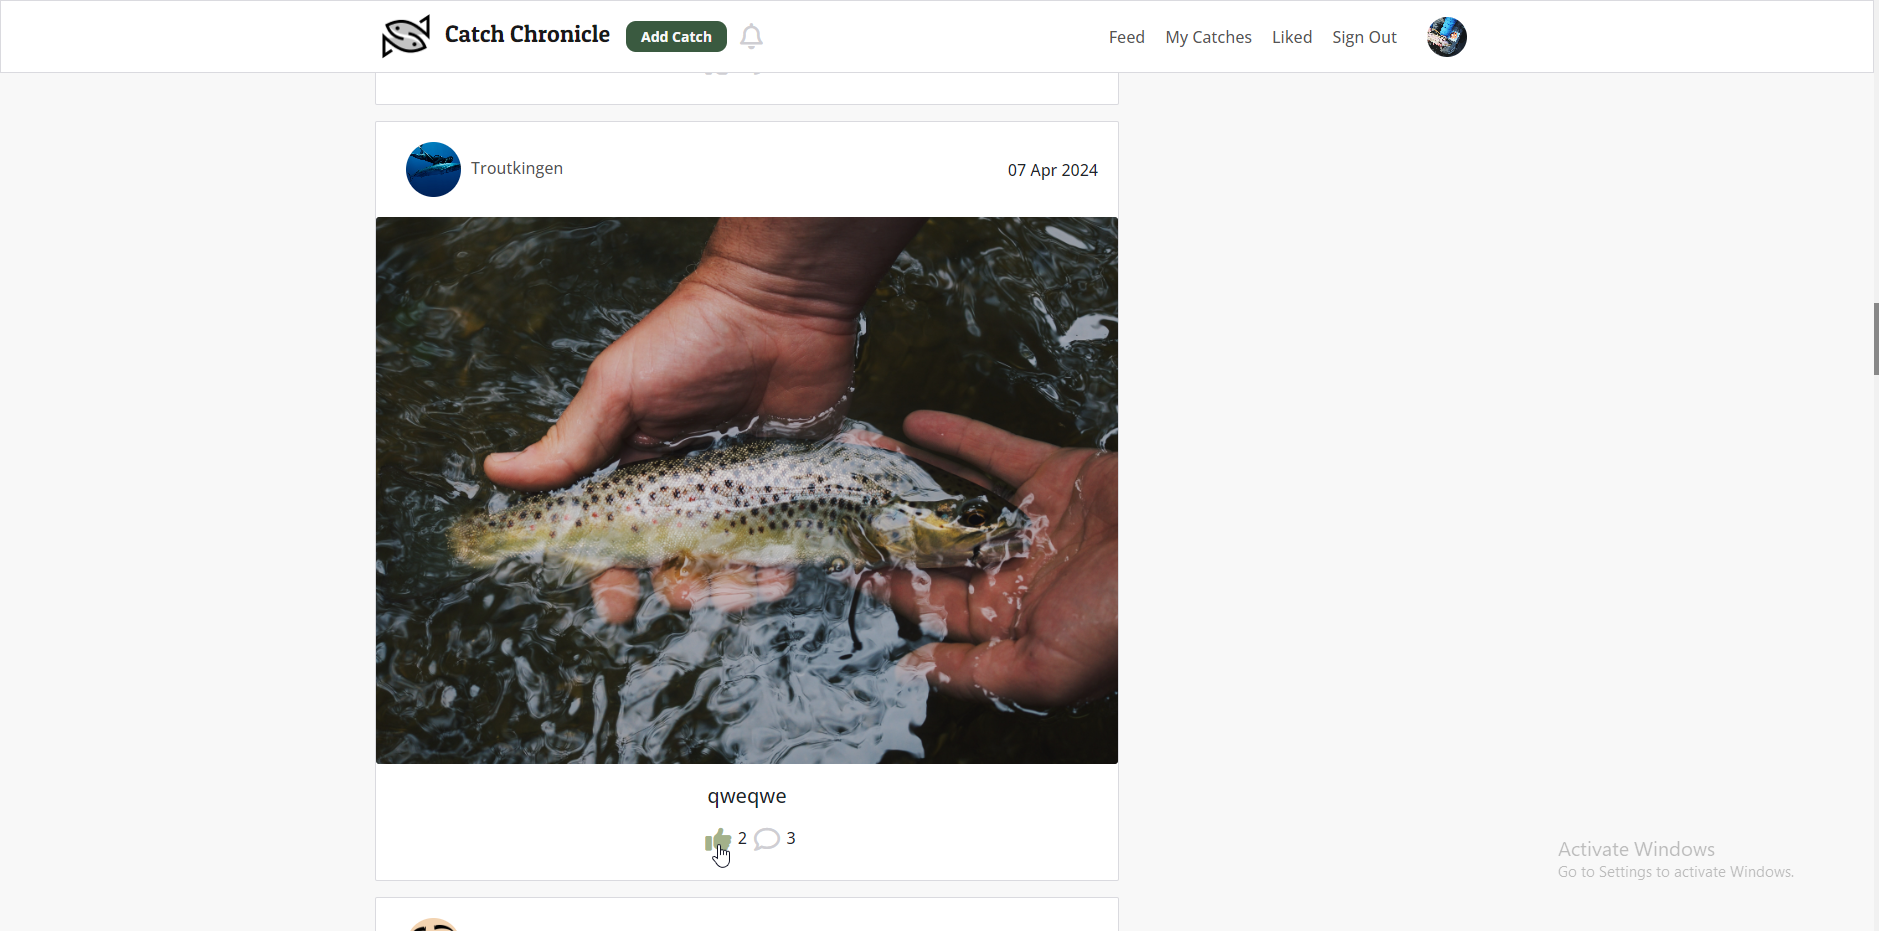 Catch Chronicle
Add Catch
Feed
My Catches
Liked
Sign Out
Troutkingen
07 Apr 2024
qweqwe
2
3
Activate Windows
Go to Settings to activate Windows.